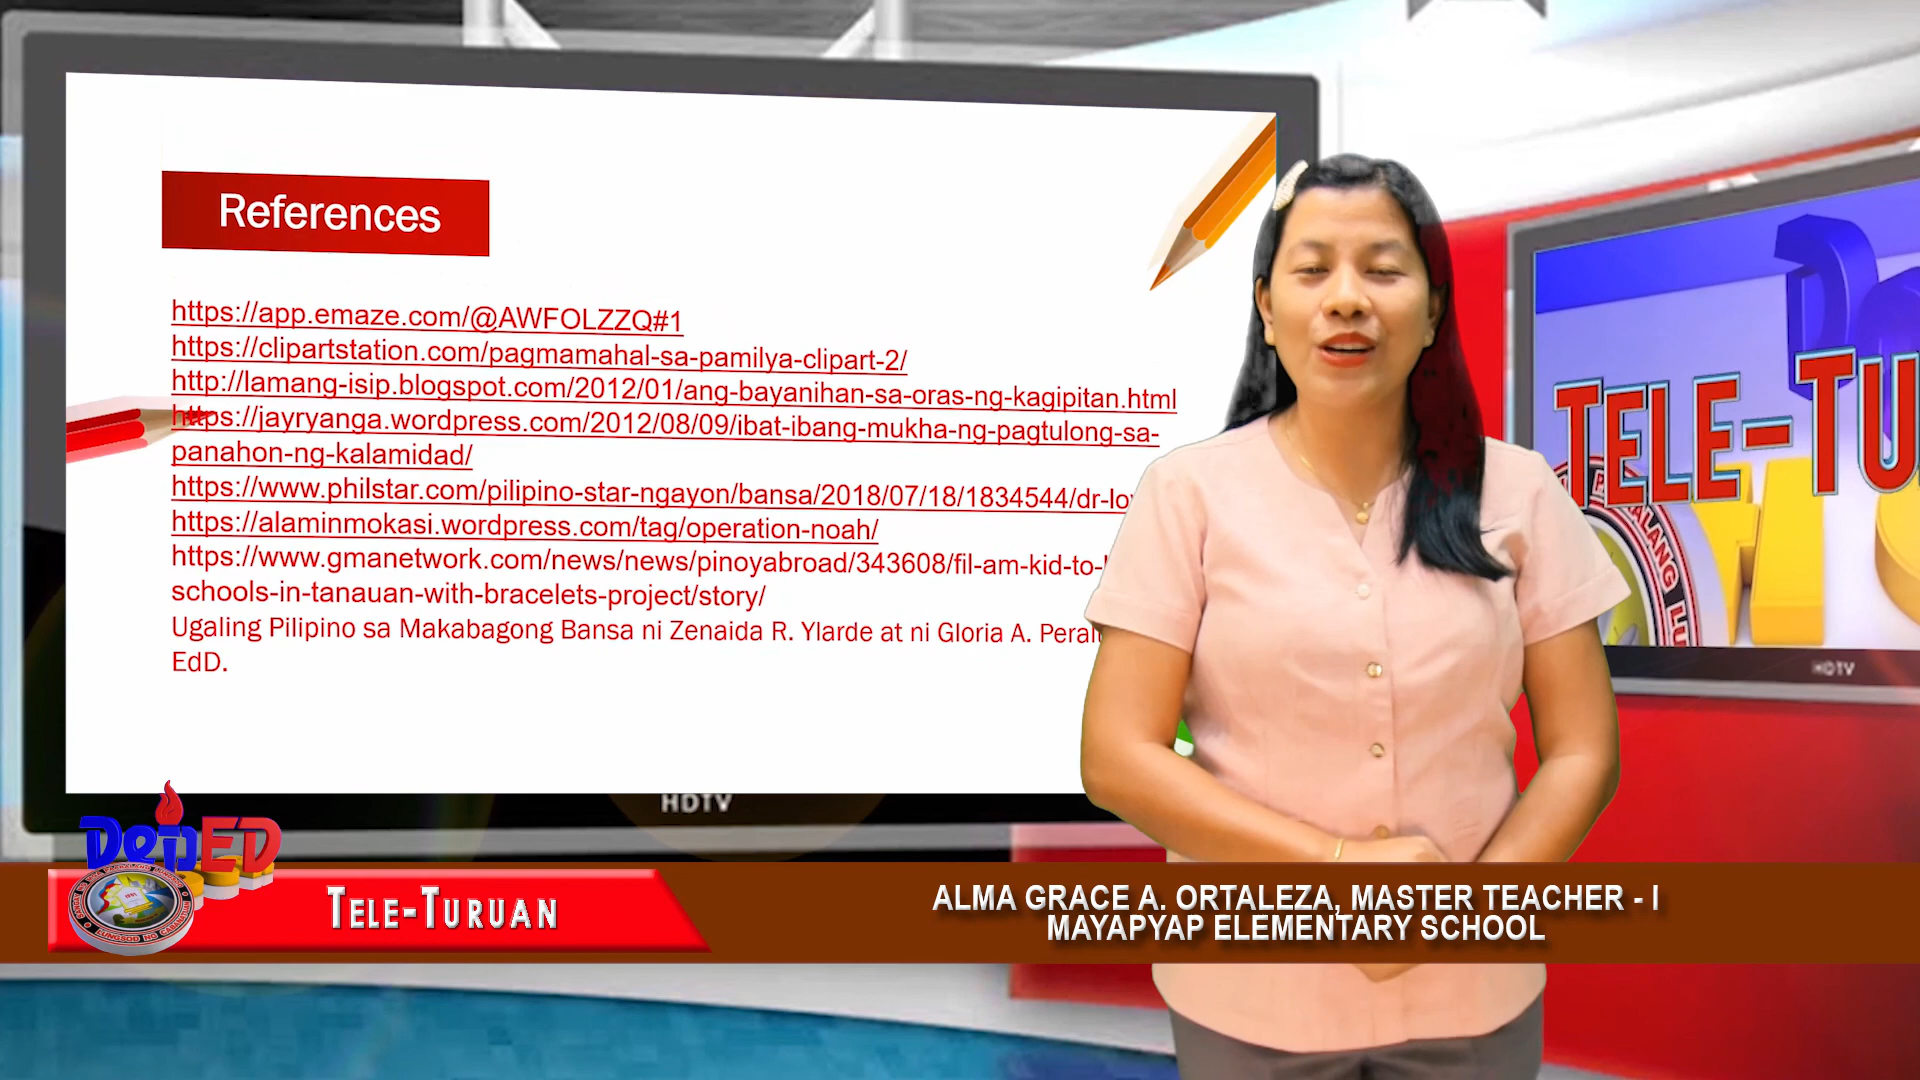 References
https://app.emaze.com/@AWFOLZZQ#1
https://clipartstation.com/pagmamahal-sa-pamilya-clipart-2/
http://lamang-isip.blogspot.com/2012/01/ang-bayanihan-sa-oras-ng-kagipitan.html
https://jayryanga.wordpress.com/2012/08/09/ibat-ibang-mukha-ng-pagtulong-sa-
panahon-ng-kalamidad/
https://www.philstar.com/pilipino-star-ngayon/bansa/2018/07/18/1834544/dr-lo
https://alaminmokasi.wordpress.com/tag/operation-noah/
https://www.gmanetwork.com/news/news/pinoyabroad/343608/fil-am-kid-to-
schools-in-tanauan-with-bracelets-project/story/
Ugaling Pilipino sa Makabagong Bansa ni Zenaida R. Ylarde at ni Gloria A.
EdD.
HDTV
TELE-TU
HDTV
DepED
TELE-TURUAN
ALMA GRACE A. ORTALEZA, MASTER TEACHER - I
MAYAPYAP ELEMENTARY SCHOOL